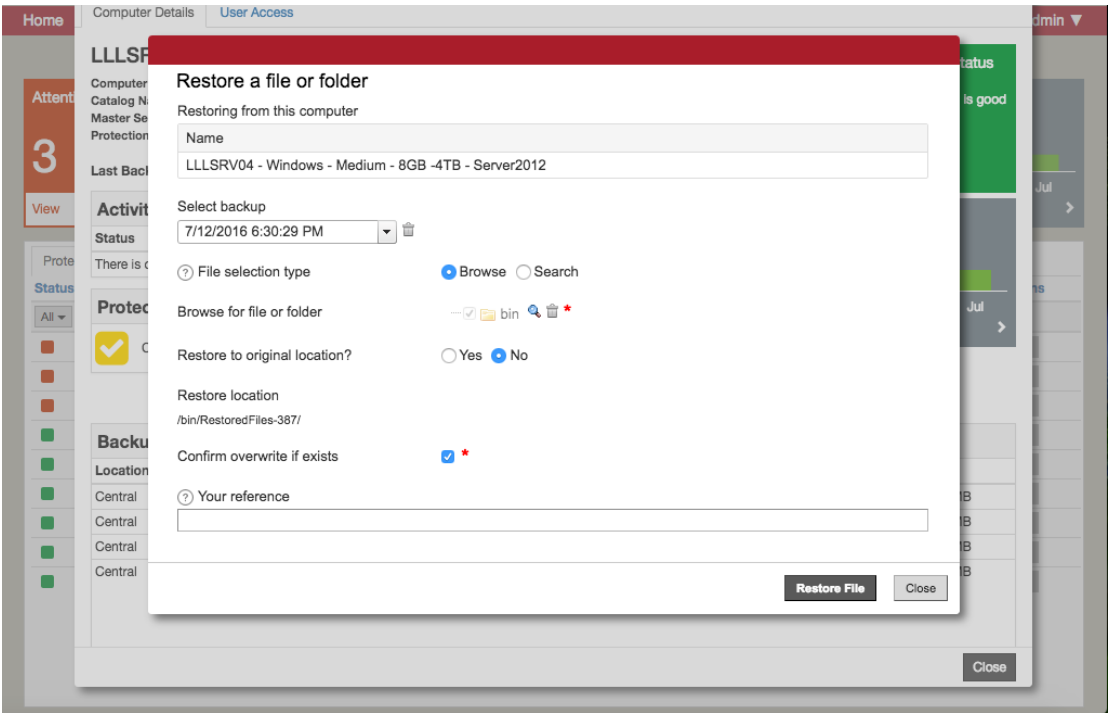 Home
Computer Details User Access
dmin ▼
LLLSR
tatus
Computer
Attent
Catalog N
is good
Master Se
Protection
3
Last Back
View
Jul
Activit
Status
Prote
There is
Status
ns
Protec
Jul
All
Backu
Location
Central
Central
Central
Central
IB
MB
IB
MB
Restore a file or folder
Restoring from this computer
Name
LLLSRV04 - Windows - Medium - 8GB -4TB - Server2012
Select backup
7/12/2016 6:30:29 PM
? File selection type Browse Search
Browse for file or folder bin *
Restore to original location? Yes No
Restore location
/bin/RestoredFiles-387/
Confirm overwrite if exists *
? Your reference
Restore File Close
Close